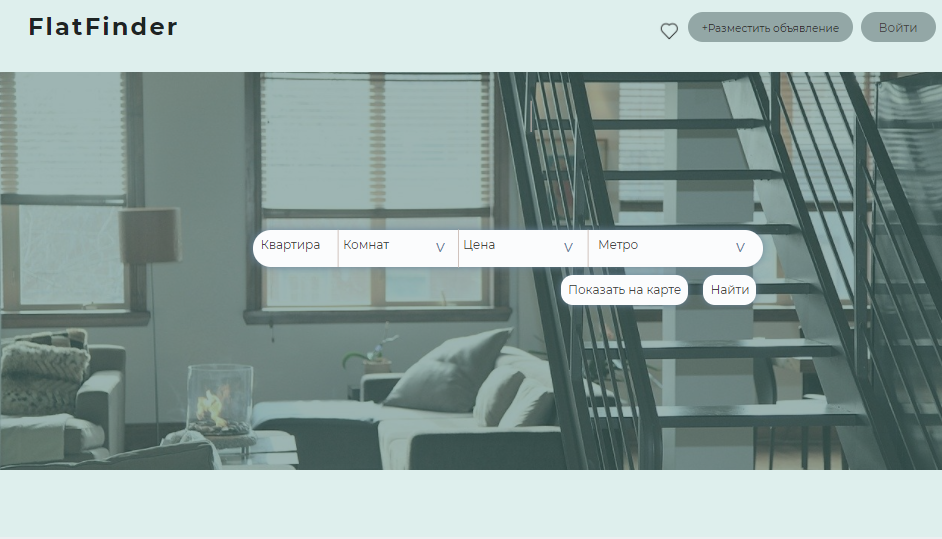 FlatFinder
+Разместить объявление
Войти
Квартира Комнат V Цена V Метро V
Показать на карте Найти